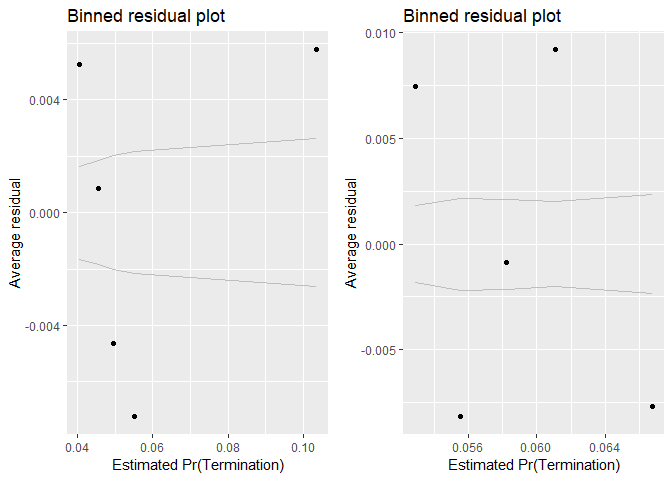 Binned residual plot
0.004
0.000
-0.004
Average residual
0.04 0.06 0.08 0.10
Estimated Pr(Termination)
Binned residual plot
0.010
0.005
0.000
-0.005
Average residual
0.056 0.060 0.064
Estimated Pr(Termination)